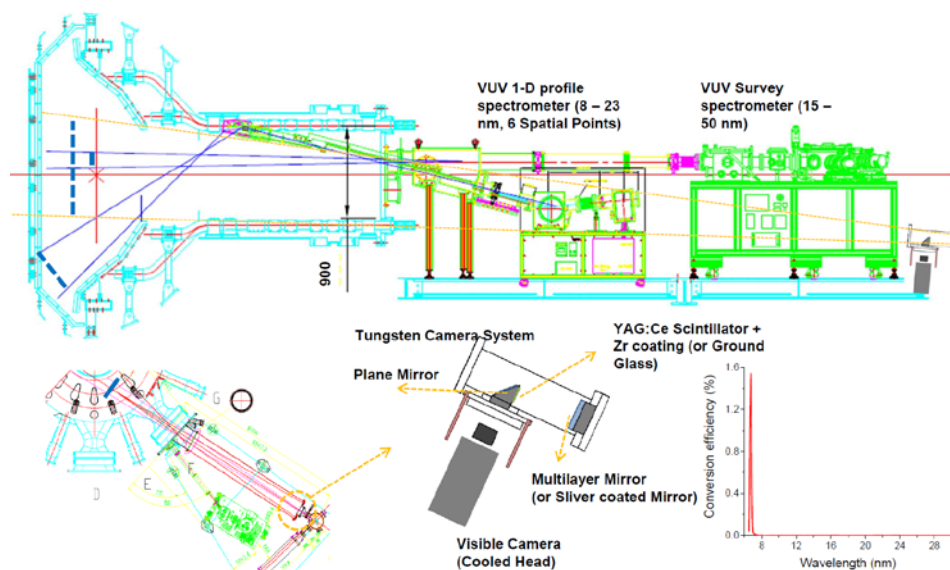 VUV 1-D profile
spectrometer (8 – 23
nm, 6 Spatial Points)
VUV Survey
spectrometer (15 –
50 nm)
900
Tungsten Camera System
Plane Mirror
YAG:Ce Scintillator +
Zr coating (or Ground
Glass)
Multilayer Mirror
(or Sliver coated Mirror)
Visible Camera
(Cooled Head)
G
F
E
D
Conversion efficiency (%)
1.6
1.2
0.8
0.4
0.0
8 12 16 20 24 28
Wavelength (nm)